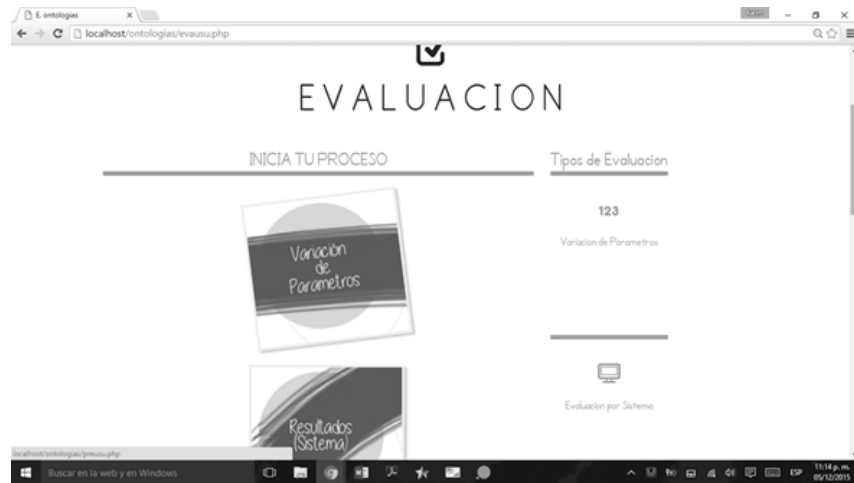 E. ontologias
localhost/ontologias/evausu.php
EVALUACION
INICIA TU PROCESO
Tipos de Evaluacion
Variación
de
Parametros
123
Variacion de Parametros
Resultados
(Sistema)
Evaluacion por Sistema
localhost/ontologias/preusu.php
Buscar en la web y en Windows
ESP
11:14 p. m.
05/12/2015